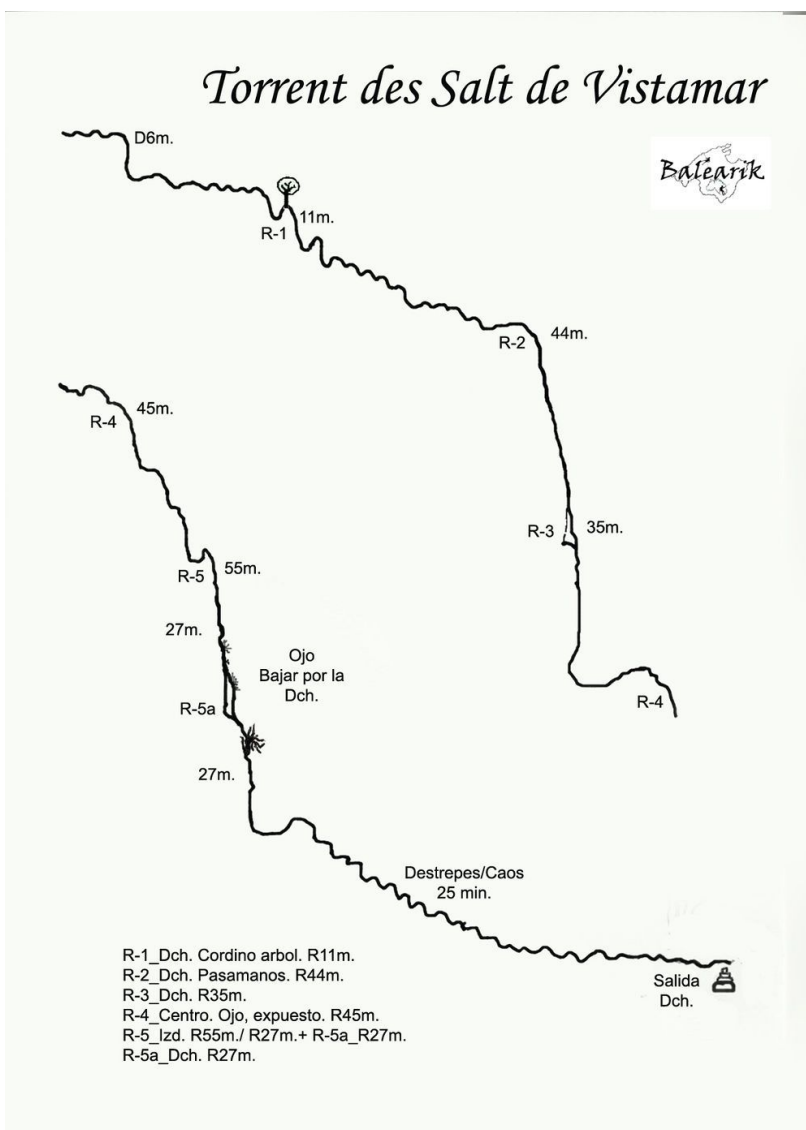 Torrent des Salt de Vistamar
Balearik
D6m.
11m.
R-1
R-2
44m.
R-3
35m.
R-4
R-4
45m.
R-5
55m.
27m.
Ojo
Bajar por la
Dch.
R-5a
27m.
Destrepes/Caos
25 min.
Salida
Dch.
R-1_Dch. Cordino arbol. R11m.
R-2_Dch. Pasamanos. R44m.
R-3_Dch. R35m.
R-4_Centro. Ojo, expuesto. R45m.
R-5_Izd. R55m./ R27m.+ R-5a_R27m.
R-5a_Dch. R27m.